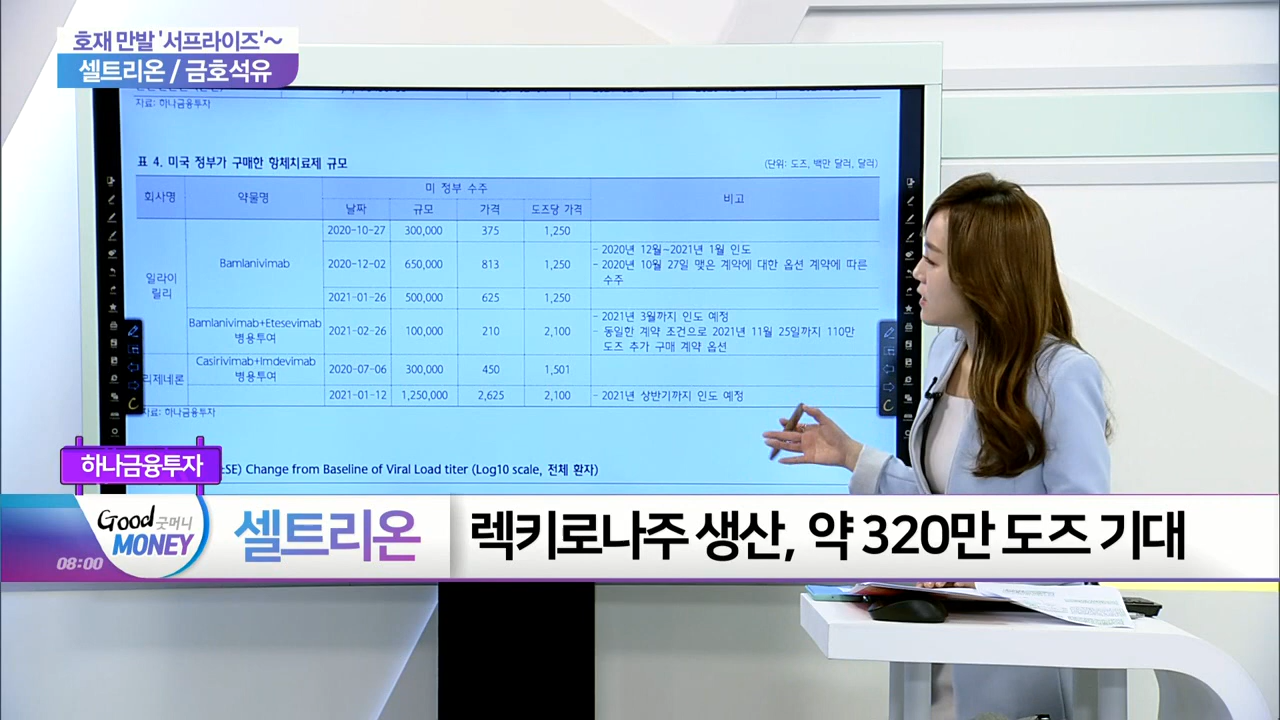 호재 만발 '서프라이즈'~
셀트리온 / 금호석유
자료: 하나금융투자
표 4. 미국 정부가 구매한 항체치료제 규모
(단위: 도즈, 백만 달러, 달러)
회사명 약물명 미 정부 수주 비고
날짜 규모 가격 도즈당 가격
일라이 릴리
Bamlanivimab
2020-10-27 300,000 375 1,250
2020-12-02 650,000 813 1,250
- 2020년 12월~2021년 1월 인도
- 2020년 10월 27일 맺은 계약에 대한 옵션 계약에 따른
수주
2021-01-26 500,000 625 1,250
Bamlanivimab+Etesevimab
병용투여
2021-02-26 100,000 210 2,100
- 2021년 3월까지 인도 예정
- 동일한 계약 조건으로 2021년 11월 25일까지 110만
도즈 추가 구매 계약 옵션
리제네론
Casirivimab+Imdevimab
병용투여
2020-07-06 300,000 450 1,501
2021-01-12 1,250,000 2,625 2,100 - 2021년 상반기까지 인도 예정
자료: 하나금융투자
SE) Change from Baseline of Viral Load titer (Log10 scale, 전체 환자)
하나금융투자
Good 굿머니
MONEY
08:00
셀트리온
렉키로나주 생산, 약 320만 도즈 기대